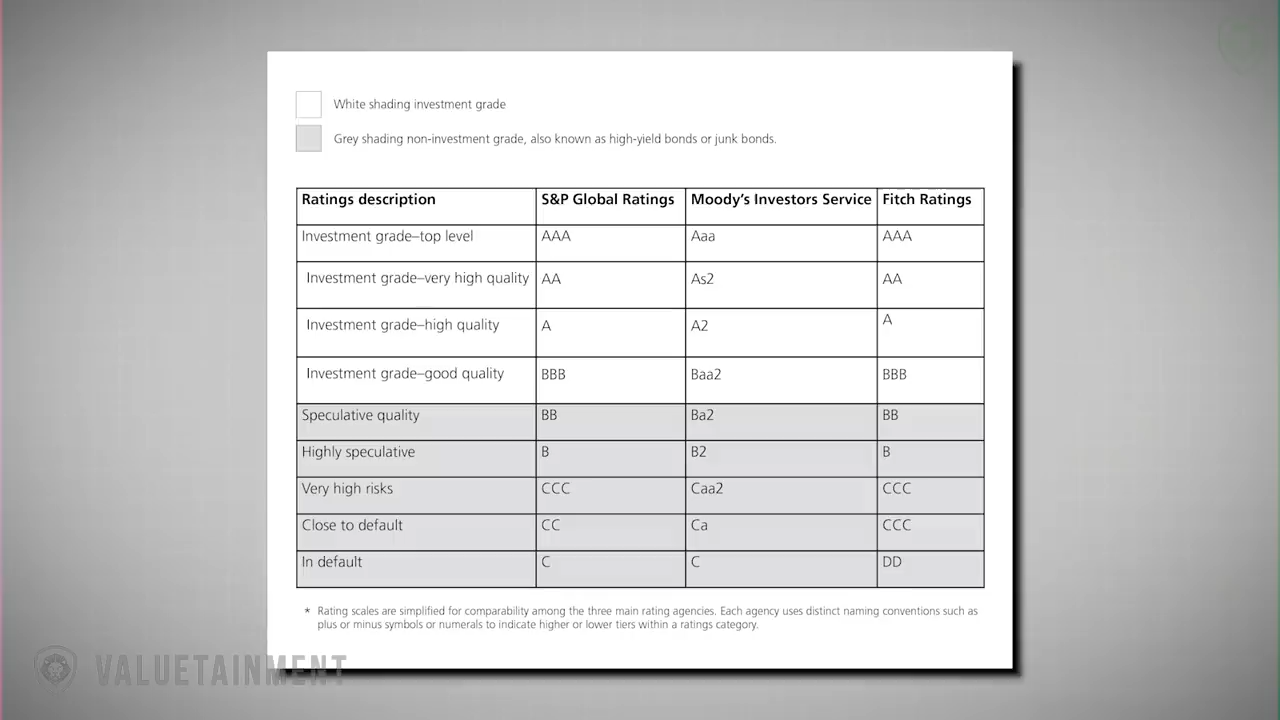 White shading investment grade
Grey shading non-investment grade, also known as high-yield bonds or junk bonds.
Ratings description S&P Global Ratings Moody's Investors Service Fitch Ratings
Investment grade–top level AAA Aaa AAA
Investment grade–very high quality AA As2 AA
Investment grade–high quality A A2 A
Investment grade–good quality BBB Baa2 BBB
Speculative quality BB Ba2 BB
Highly speculative B B2 B
Very high risks CCC Caa2 CCC
Close to default CC Ca CCC
In default C C DD
* Rating scales are simplified for comparability among the three main rating agencies. Each agency uses distinct naming conventions such as
plus or minus symbols or numerals to indicate higher or lower tiers within a ratings category.
VALUETAINMENT